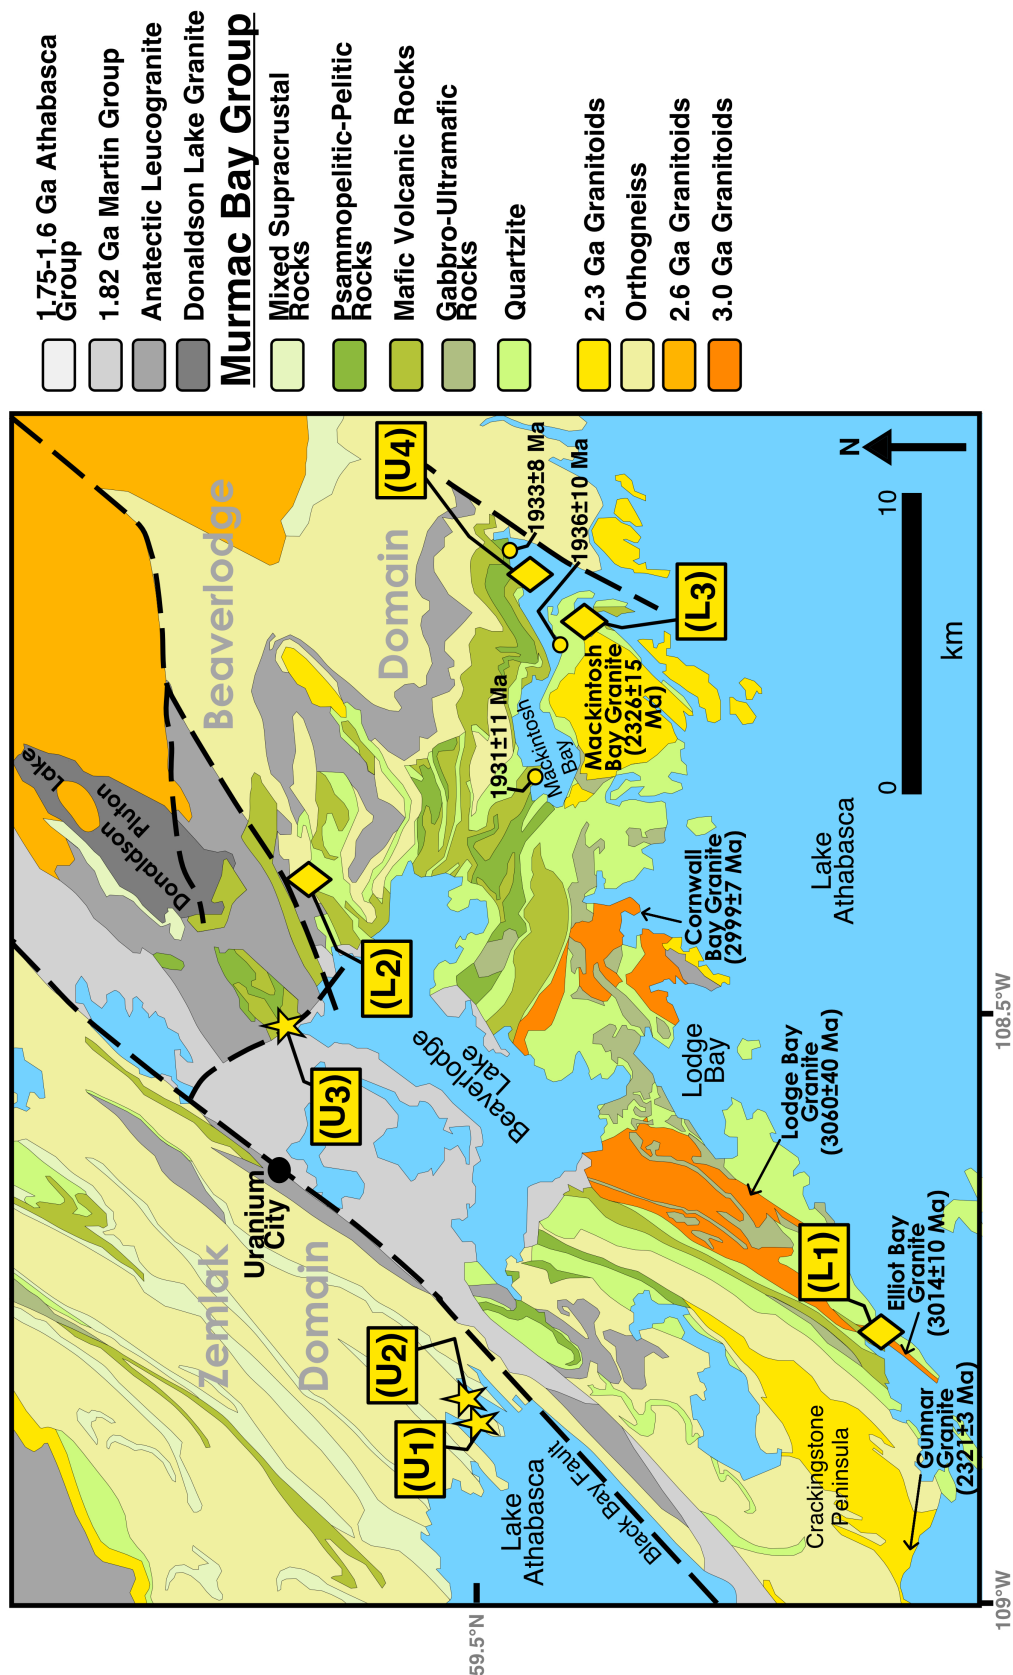 1.75-1.6 Ga Athabasca
Group
1.82 Ga Martin Group
Anatectic Leucogranite
Donaldson Lake Granite
Murmac Bay Group
Mixed Supracrustal
Rocks
Psammopelitic-Pelitic
Rocks
Mafic Volcanic Rocks
Gabbro-Ultramafic
Rocks
Quartzite
2.3 Ga Granitoids
Orthogneiss
2.6 Ga Granitoids
3.0 Ga Granitoids
Zemlak
Domain
Beaverlodge
Domain
Donaldson
Lake
Pluton
Uranium
City
(U1)
(U2)
(U3)
(U4)
(L1)
(L2)
(L3)
1931±11 Ma
1933±8 Ma
1936±10 Ma
Mackintosh
Bay
Mackintosh
Bay Granite
(2326±15
Ma)
Beaverlodge
Lake
Cornwall
Bay Granite
(2999±7 Ma)
Lodge
Bay
Lodge Bay
Granite
(3060±40 Ma)
Elliot Bay
Granite
(3014±10 Ma)
Gunnar
Granite
(2321±3 Ma)
Crackingstone
Peninsula
Black Bay Fault
Lake
Athabasca
Lake
Athabasca
N
0
10
km
59.5°N
109°W
108.5°W